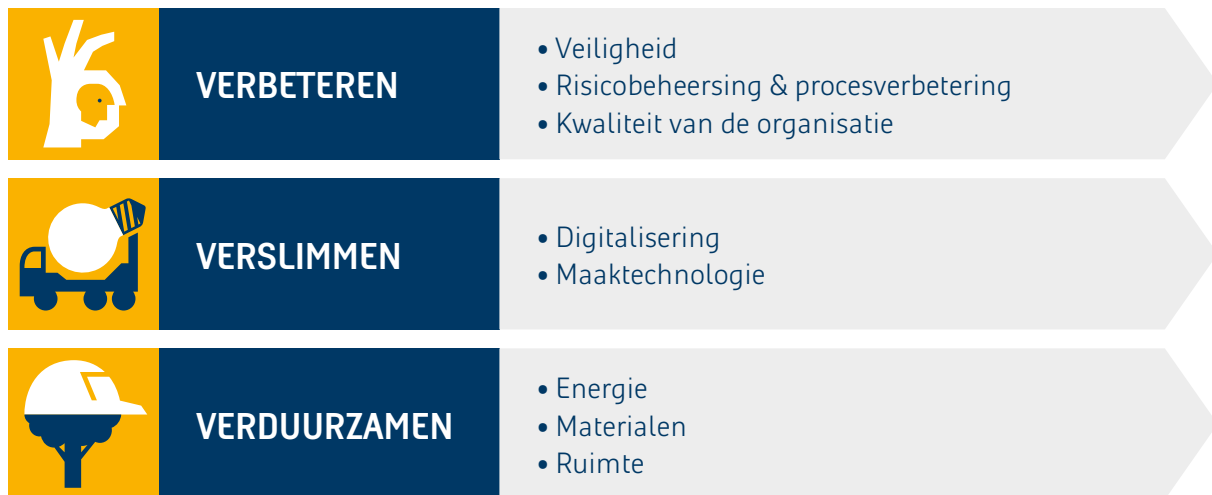 VERBETEREN
• Veiligheid
• Risicobeheersing & procesverbetering
• Kwaliteit van de organisatie
VERSLIMMEN
• Digitalisering
• Maaktechnologie
VERDUURZAMEN
• Energie
• Materialen
• Ruimte